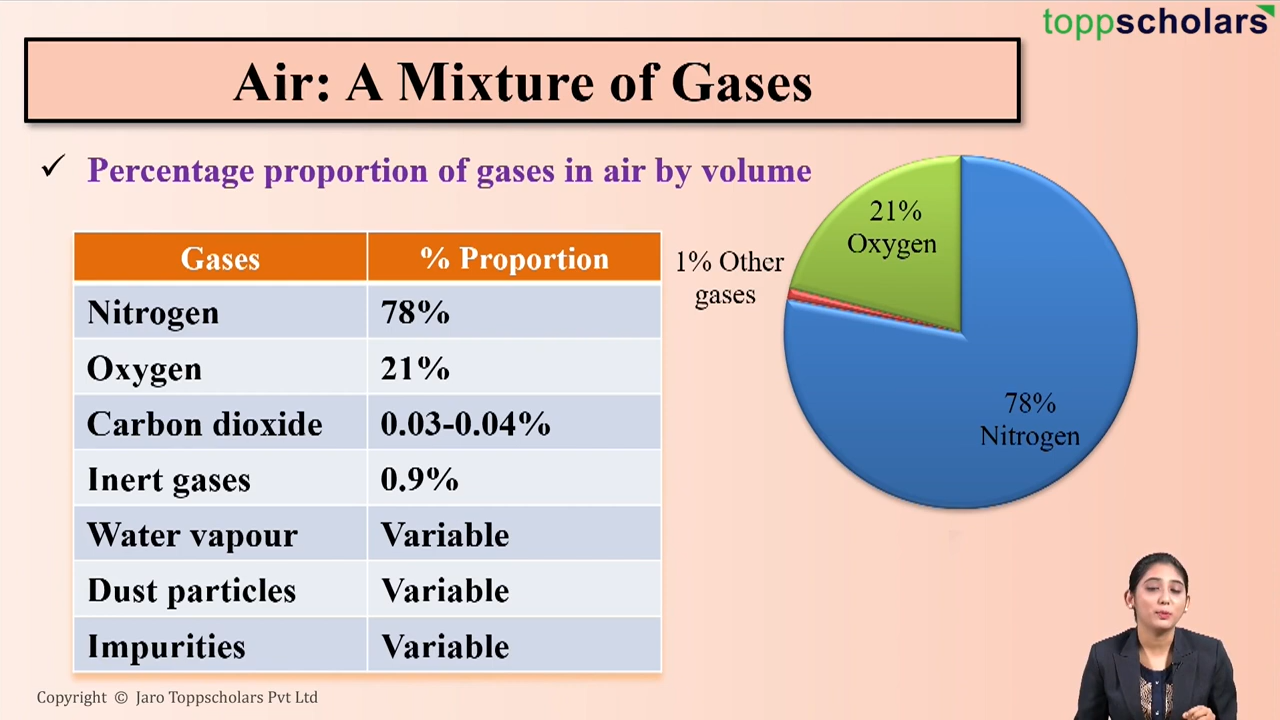 toppscholars
Air: A Mixture of Gases
✓ Percentage proportion of gases in air by volume
Gases % Proportion
Nitrogen 78%
Oxygen 21%
Carbon dioxide 0.03-0.04%
Inert gases 0.9%
Water vapour Variable
Dust particles Variable
Impurities Variable
21%
Oxygen
1% Other
gases
78%
Nitrogen
Copyright © Jaro Toppscholars Pvt Ltd